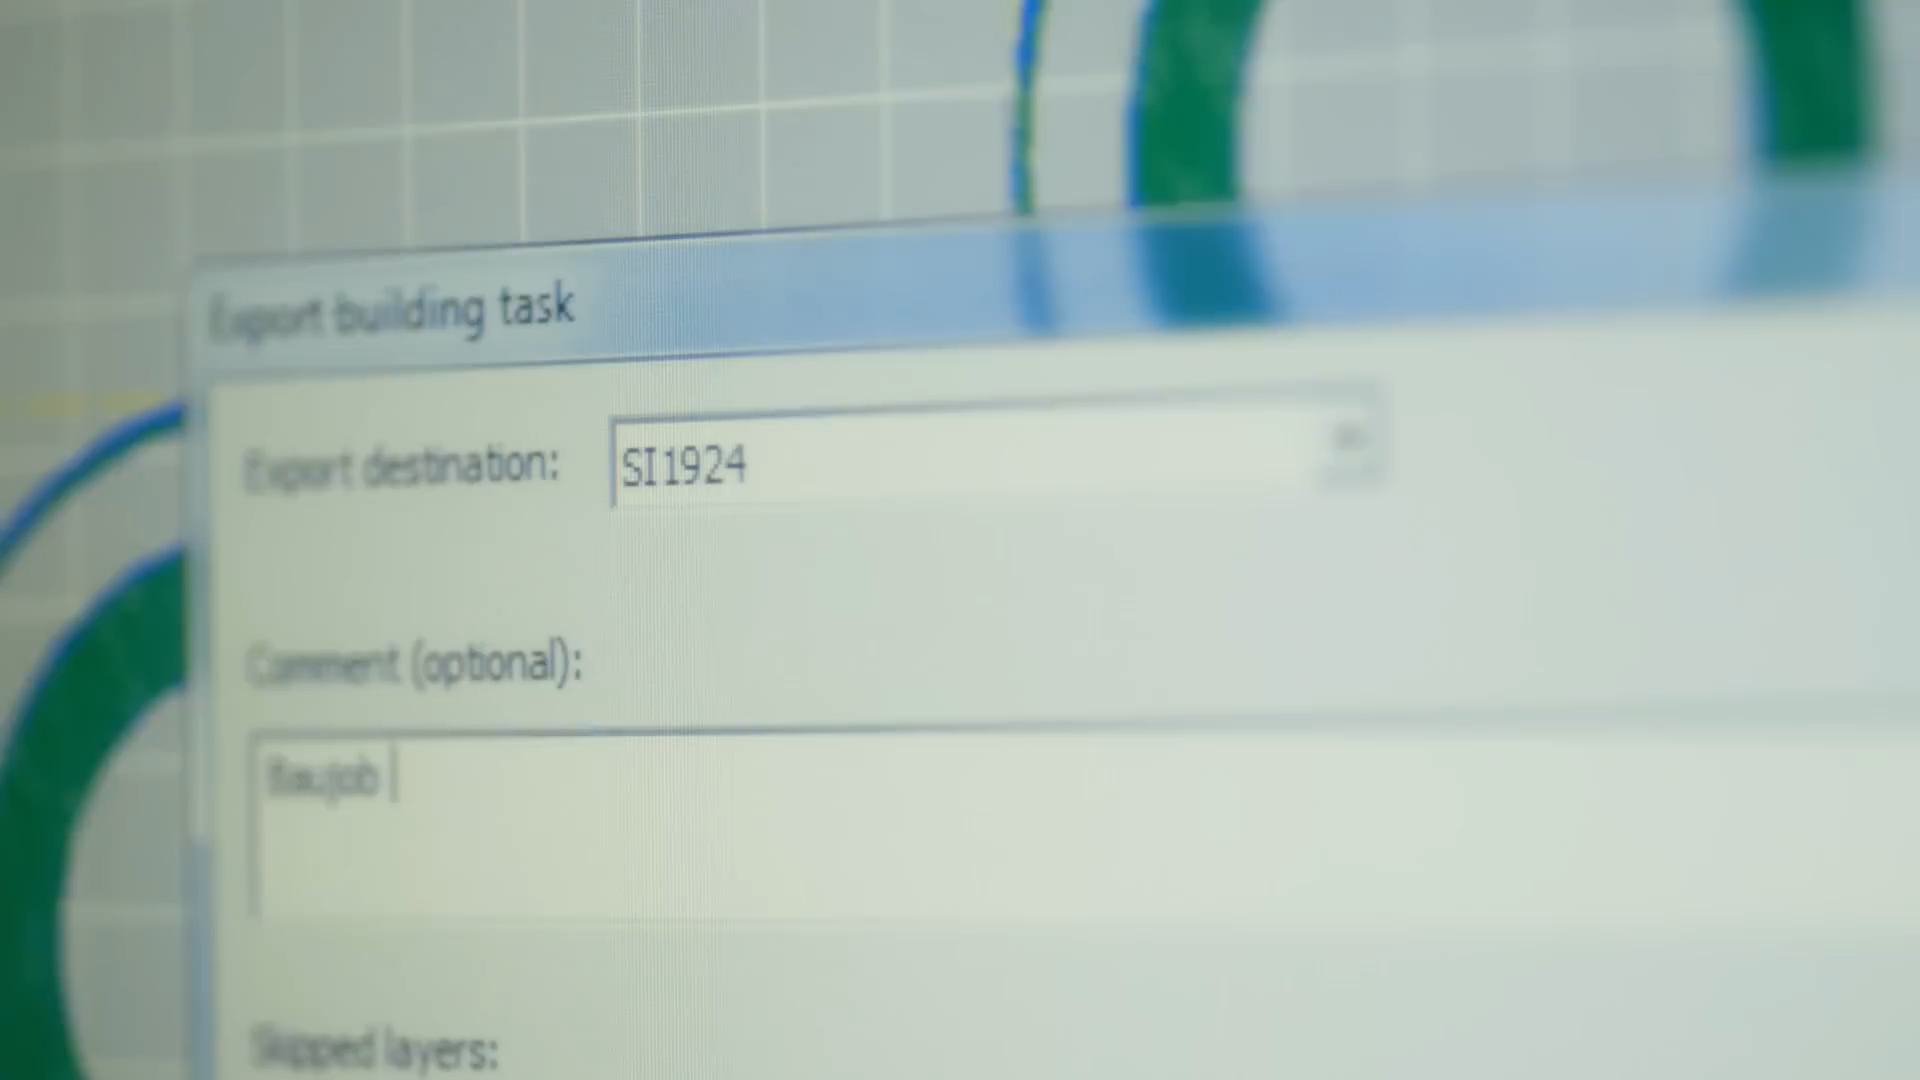 Export building task
Export destination: SI1924
Comment (optional):
Baujob
Skipped layers: